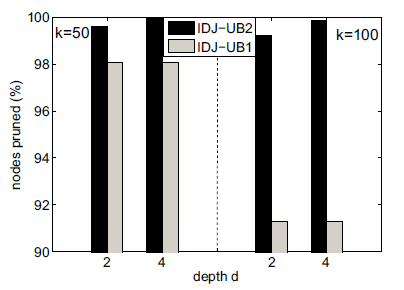 100
98
96
94
92
90
nodes pruned (%)
k=50
IDJ-UB2
IDJ-UB1
k=100
2
4
2
4
depth d